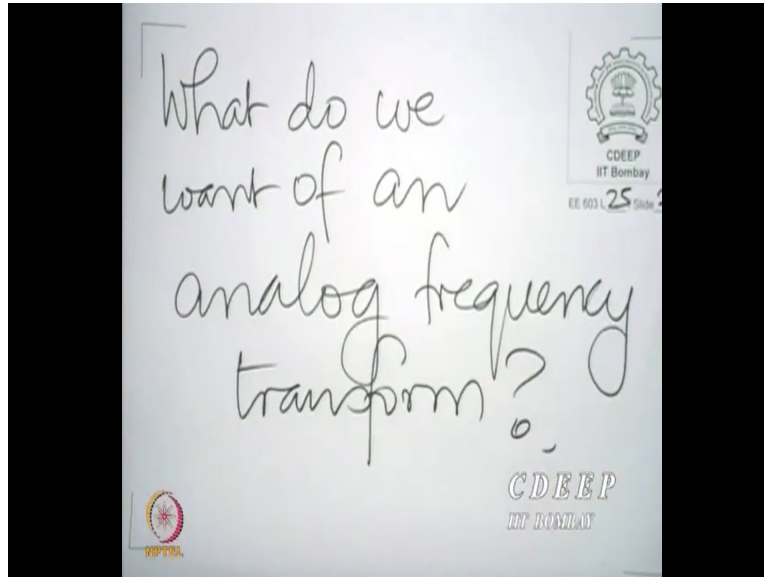 What do we
want of an
analog frequency
transform?
CDEEP
IIT Bombay
EE 603 L 25 Slide
CDEEP
IIT BOMBAY
NPTEL